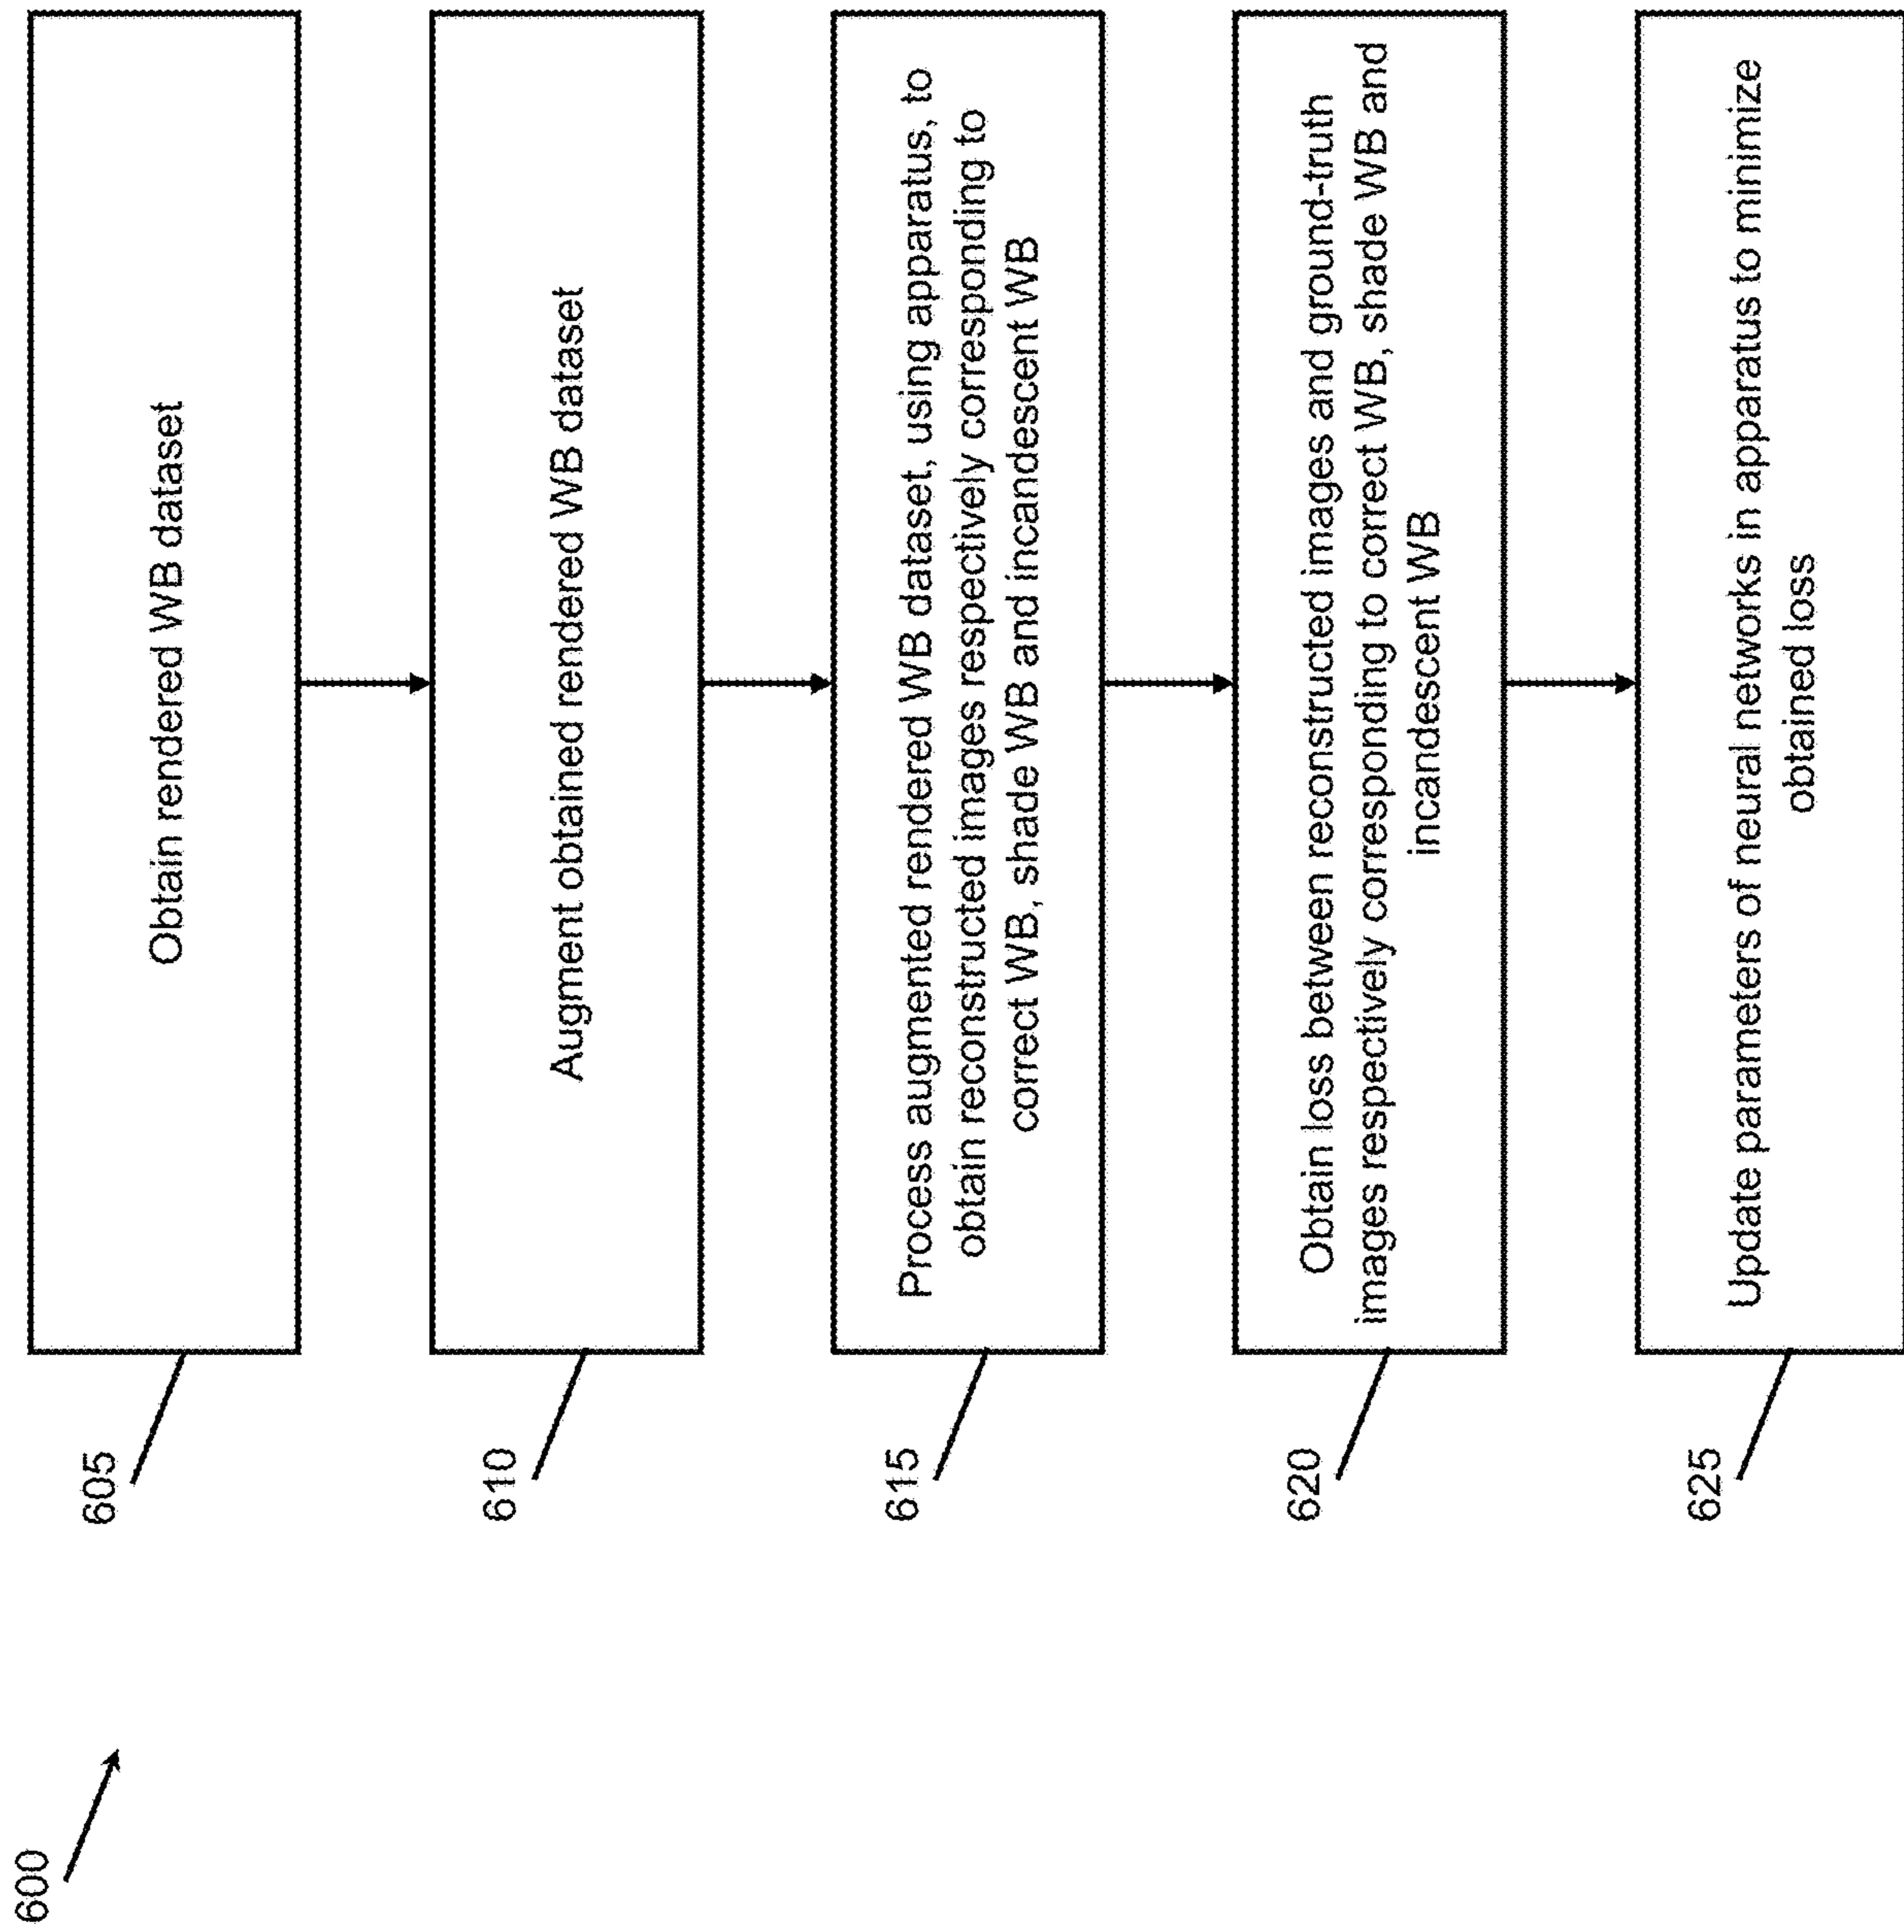 600
605
Obtain rendered WB dataset
610
Augment obtained rendered WB dataset
615
Process augmented rendered WB dataset, using apparatus, to
obtain reconstructed images respectively corresponding to
correct WB, shade WB and incandescent WB
620
Obtain loss between reconstructed images and ground-truth
images respectively corresponding to correct WB, shade WB and
incandescent WB
625
Update parameters of neural networks in apparatus to minimize
obtained loss